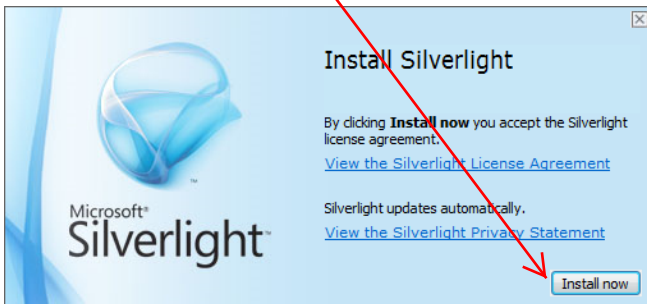 Install Silverlight
By clicking Install now you accept the Silverlight
license agreement.
View the Silverlight License Agreement
Silverlight updates automatically.
View the Silverlight Privacy Statement
Microsoft®
Silverlight™
Install now